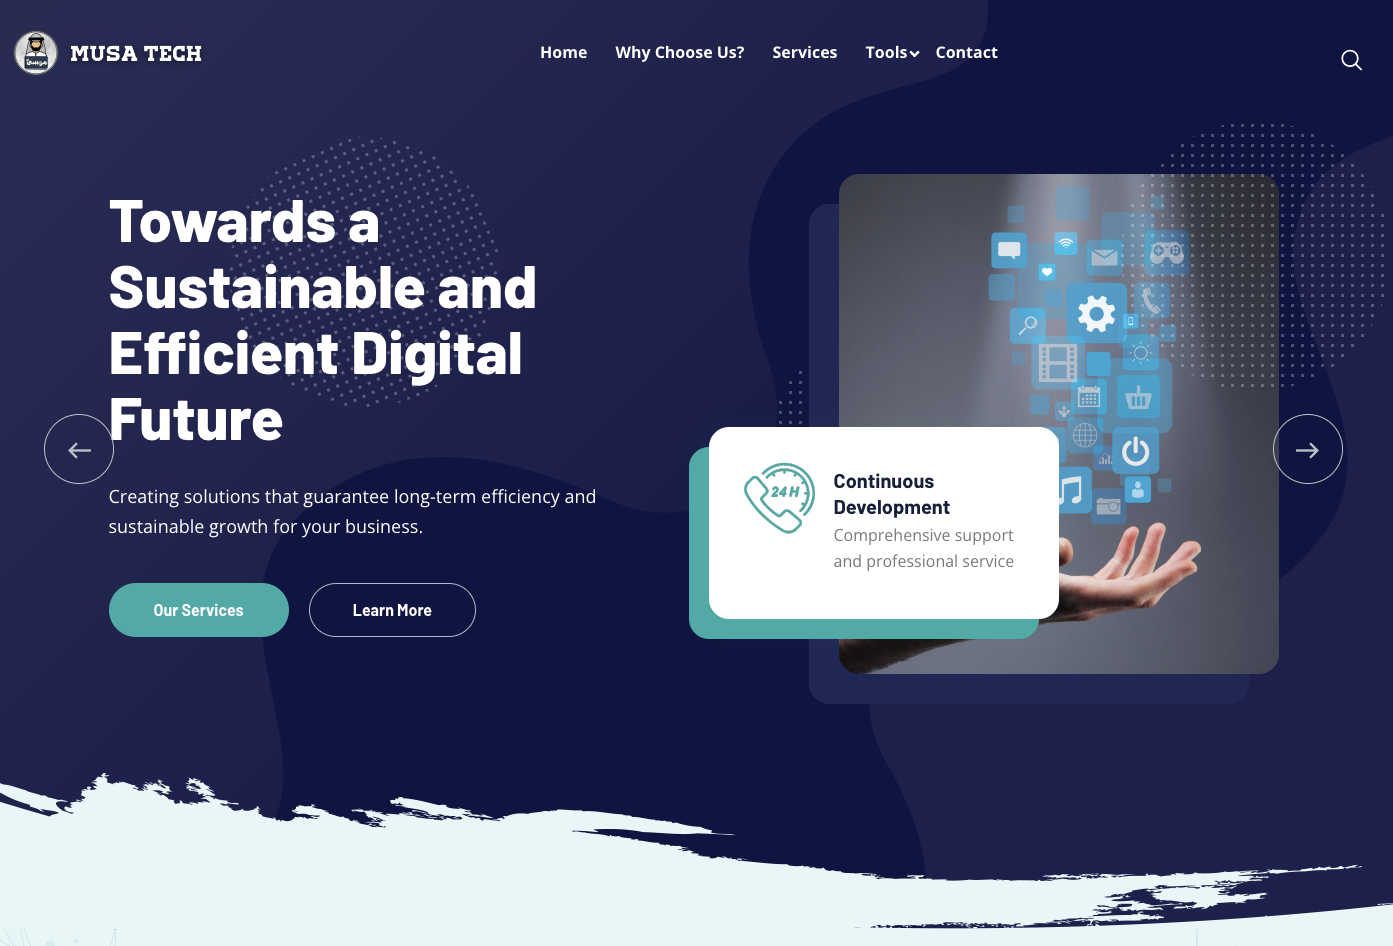 MUSA TECH
Home Why Choose Us? Services Tools Contact
Towards a
Sustainable and
Efficient Digital
Future
Creating solutions that guarantee long-term efficiency and
sustainable growth for your business.
Our Services Learn More
24 H
Continuous
Development
Comprehensive support
and professional service